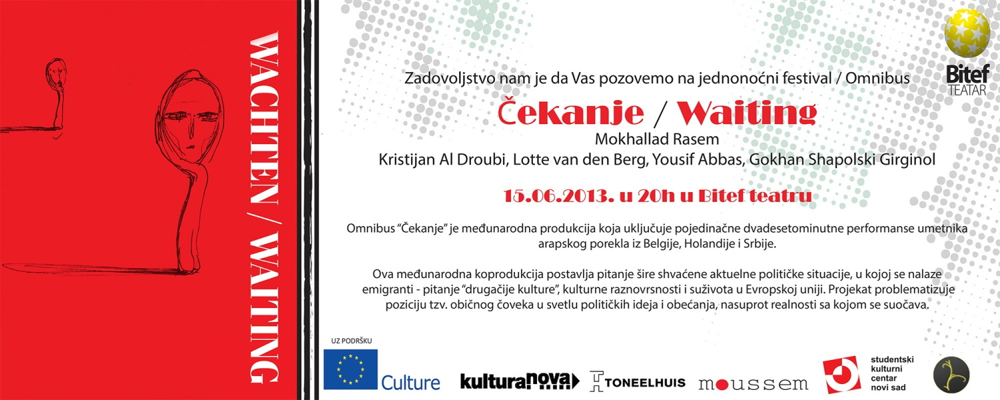 WACHTEN / WAITING
Bitef
TEATAR
Zadovoljstvo nam je da Vas pozovemo na jednonoćni festival / Omnibus
Čekanje / Waiting
Mokhallad Rasem
Kristijan Al Droubi, Lotte van den Berg, Yousif Abbas, Gokhan Shapolski Girginol
15.06.2013. u 20h u Bitef teatru
Omnibus “Čekanje” je međunarodna produkcija koja uključuje pojedinačne dvadesetominutne performanse umetnika
arapskog porekla iz Belgije, Holandije i Srbije.
Ova međunarodna koprodukcija postavlja pitanje šire shvaćene aktuelne političke situacije, u kojoj se nalaze
emigranti - pitanje “drugačije kulture”, kulturne raznovrsnosti i suživota u Evropskoj uniji. Projekat problematizuje
poziciju tzv. običnog čoveka u svetlu političkih ideja i obećanja, nasuprot realnosti sa kojom se suočava.
UZ PODRŠKU
Culture
kultura nova
TONEELHUIS
moussem
studentski
kulturni
centar
novi sad